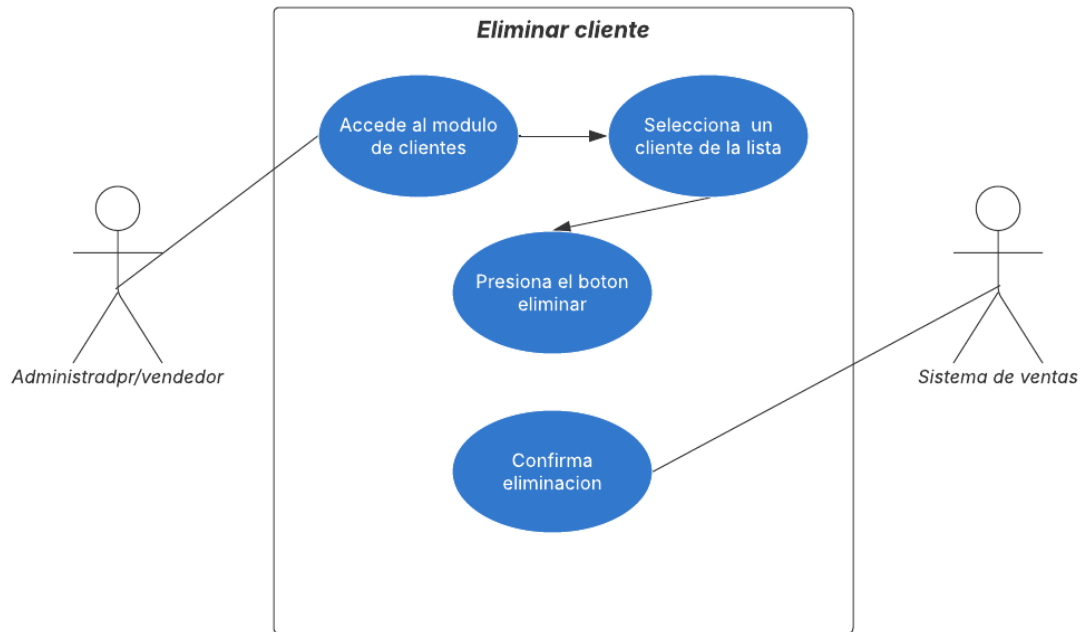 Eliminar cliente
Accede al modulo
de clientes
Selecciona  un
cliente de la lista
Presiona el boton
eliminar
Administradpr/vendedor
Sistema de ventas
Confirma
eliminacion